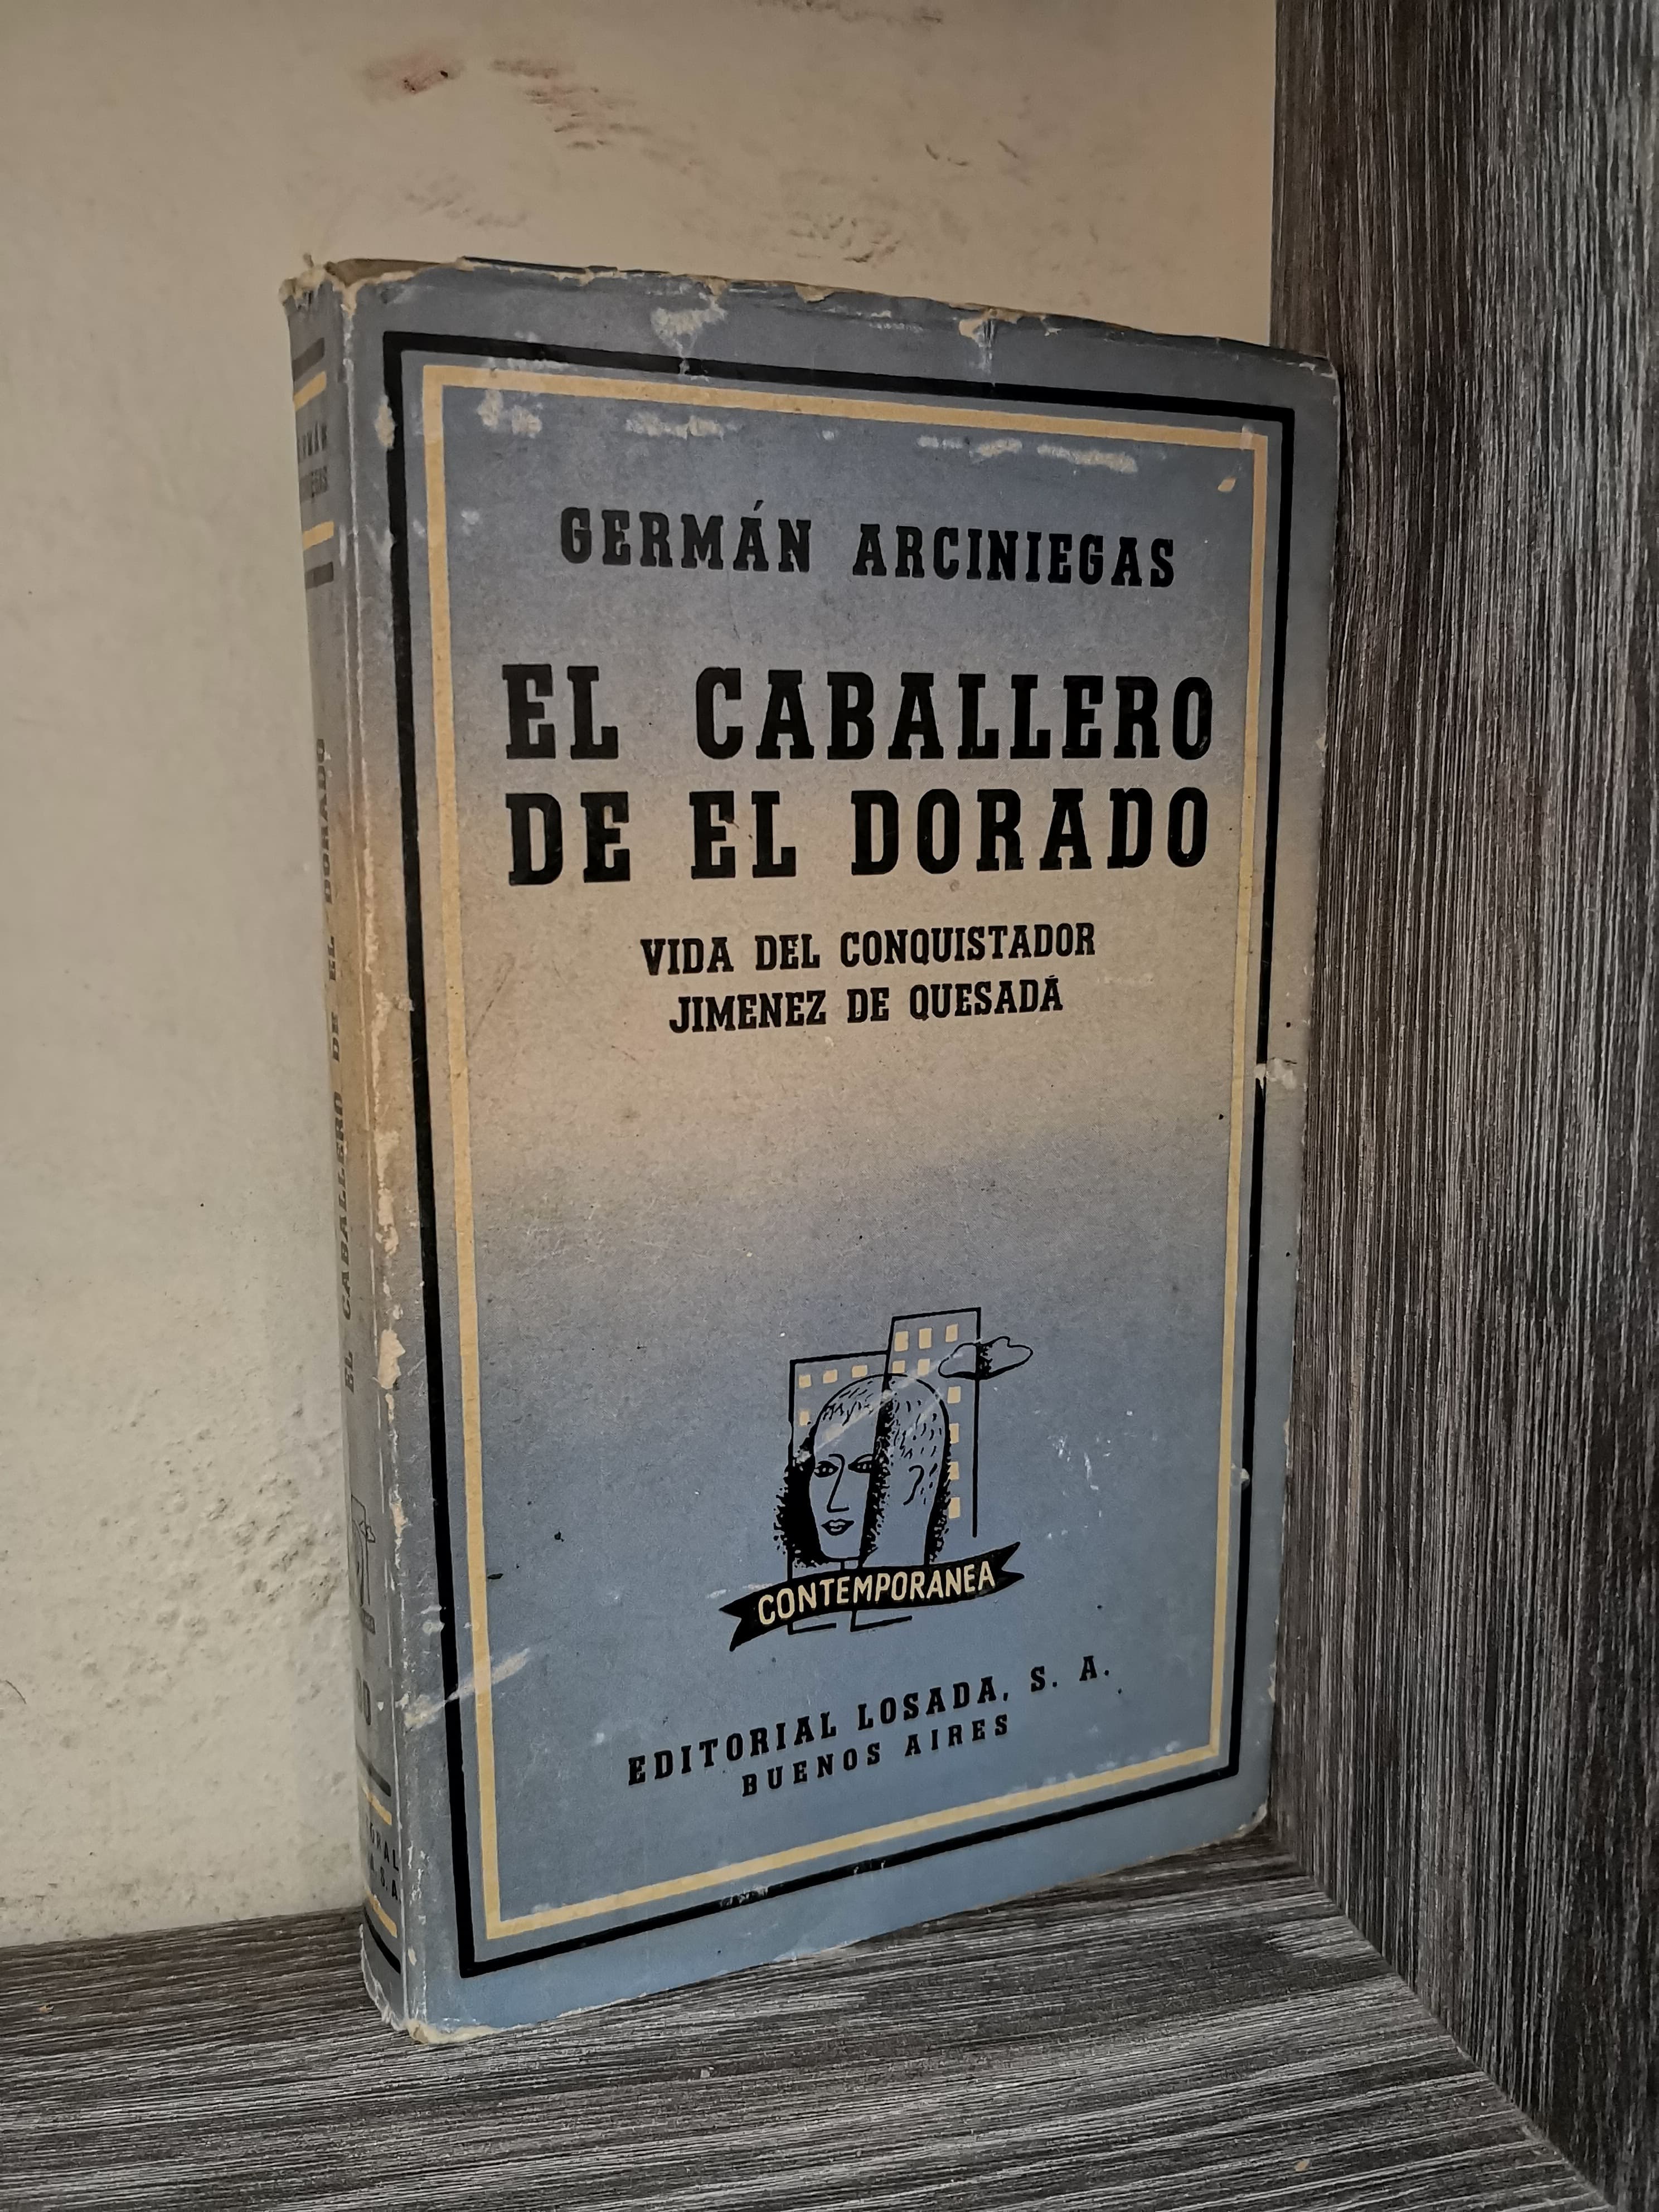 GERMÁN ARCINIEGAS
EL CABALLERO
DE EL DORADO
VIDA DEL CONQUISTADOR
JIMENEZ DE QUESADA
CONTEMPORANEA
EDITORIAL LOSADA, S. A.
BUENOS AIRES
EL CABALLERO DE EL DORADO